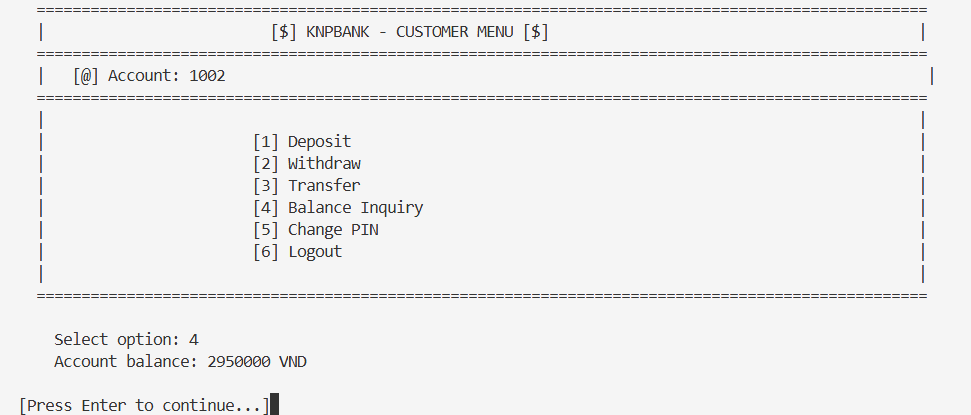 ===================================================================================================
| [$] KNPBANK - CUSTOMER MENU [$] |
===================================================================================================
| [@] Account: 1002 |
===================================================================================================
| |
| [1] Deposit |
| [2] Withdraw |
| [3] Transfer |
| [4] Balance Inquiry |
| [5] Change PIN |
| [6] Logout |
| |
===================================================================================================
Select option: 4
Account balance: 2950000 VND
[Press Enter to continue...]